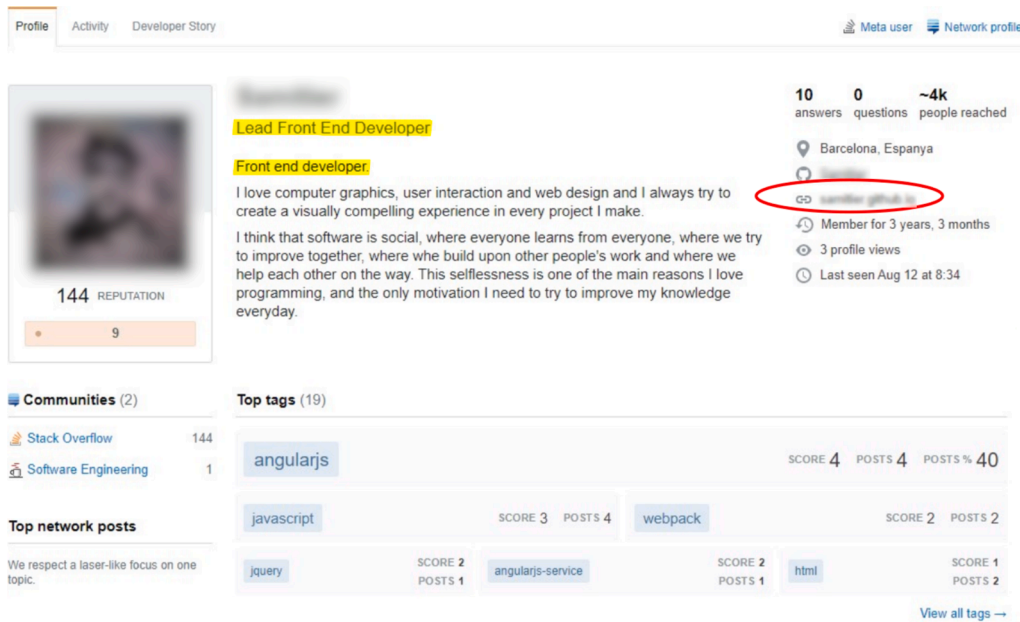 Profile Activity Developer Story
Meta user Network profile
Lead Front End Developer
Front end developer.
I love computer graphics, user interaction and web design and I always try to
create a visually compelling experience in every project I make.
I think that software is social, where everyone learns from everyone, where we try
to improve together, where whe build upon other people's work and where we
help each other on the way. This selflessness is one of the main reasons I love
programming, and the only motivation I need to try to improve my knowledge
everyday.
144 REPUTATION
9
10 0 ~4k
answers questions people reached
Barcelona, Espanya
Member for 3 years, 3 months
3 profile views
Last seen Aug 12 at 8:34
Communities (2)
Stack Overflow 144
Software Engineering 1
Top network posts
We respect a laser-like focus on one
topic.
Top tags (19)
angularjs SCORE 4 POSTS 4 POSTS % 40
javascript SCORE 3 POSTS 4 webpack SCORE 2 POSTS 2
jquery SCORE 2 POSTS 1 angularjs-service SCORE 2 POSTS 1 html SCORE 1 POSTS 2
View all tags →